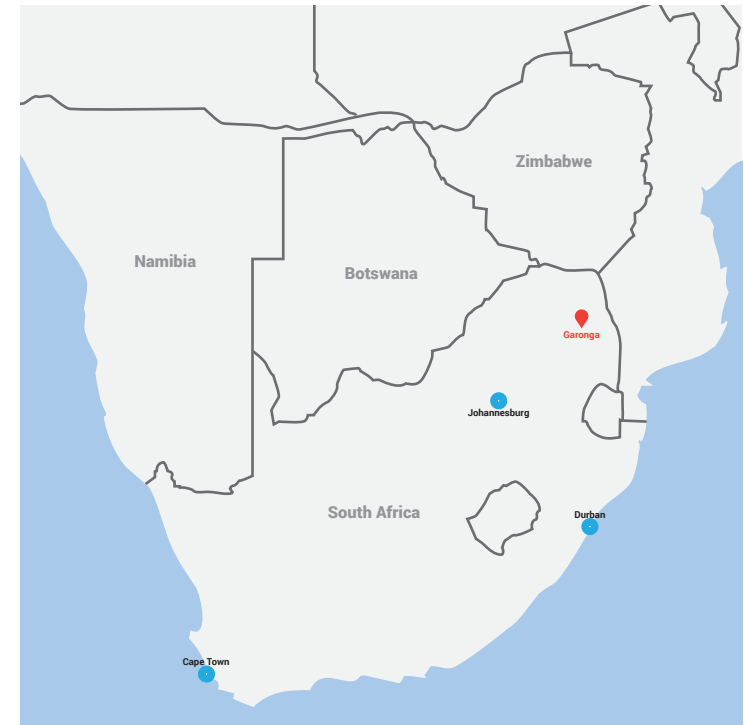 Zimbabwe
Namibia
Botswana
Garonga
Johannesburg
South Africa
Durban
Cape Town